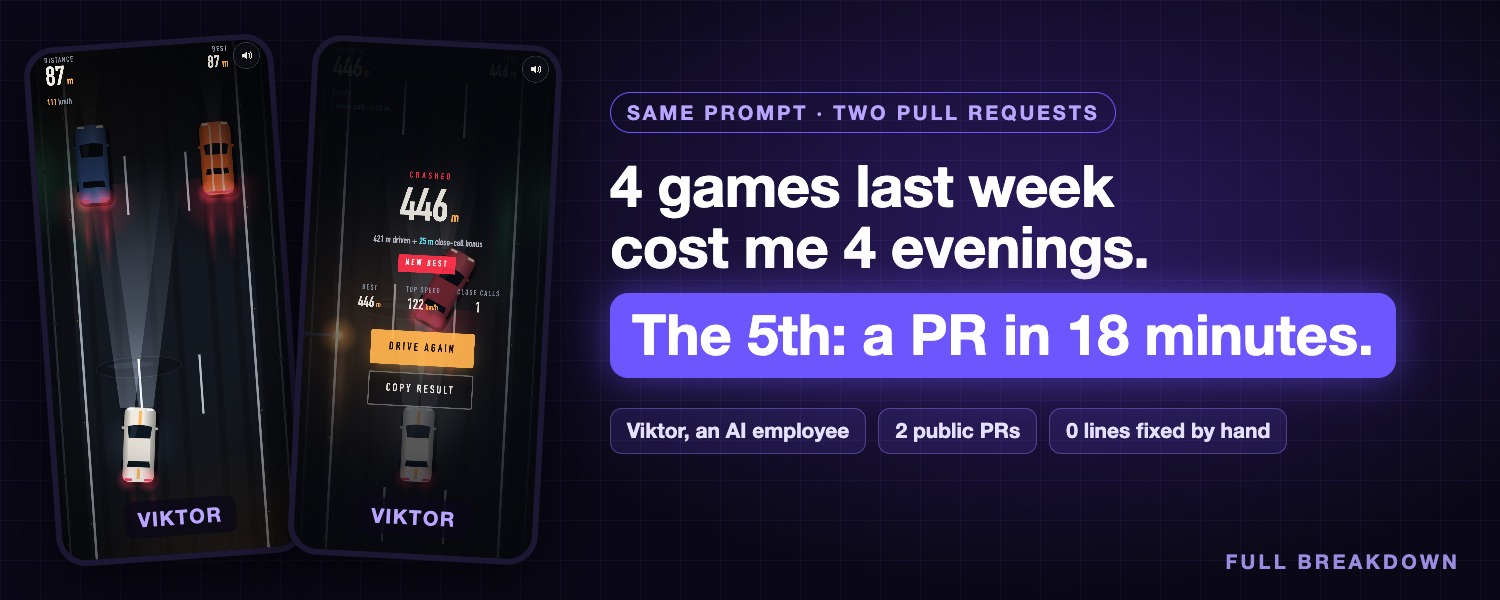 DISTANCE
87 m
117 km/h
BEST
87 m
VIKTOR
446 m
446 m
CRASHED
446 m
421 m driven + 25 m close-call bonus
NEW BEST
BEST
446 m
TOP SPEED
122 km/h
CLOSE CALLS
1
DRIVE AGAIN
COPY RESULT
VIKTOR
SAME PROMPT · TWO PULL REQUESTS
4 games last week
cost me 4 evenings.
The 5th: a PR in 18 minutes.
Viktor, an AI employee
2 public PRs
0 lines fixed by hand
FULL BREAKDOWN